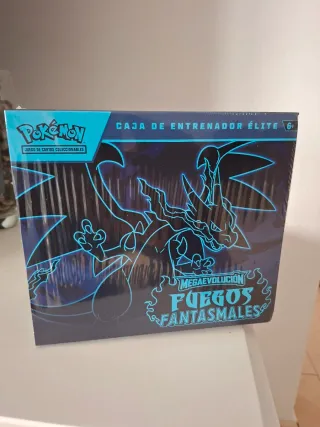 Pokémon
JUEGO DE CARTAS COLECCIONABLES
CAJA DE ENTRENADOR ÉLITE
6+
MEGAEVOLUCIÓN
FUEGOS
FANTASMALES